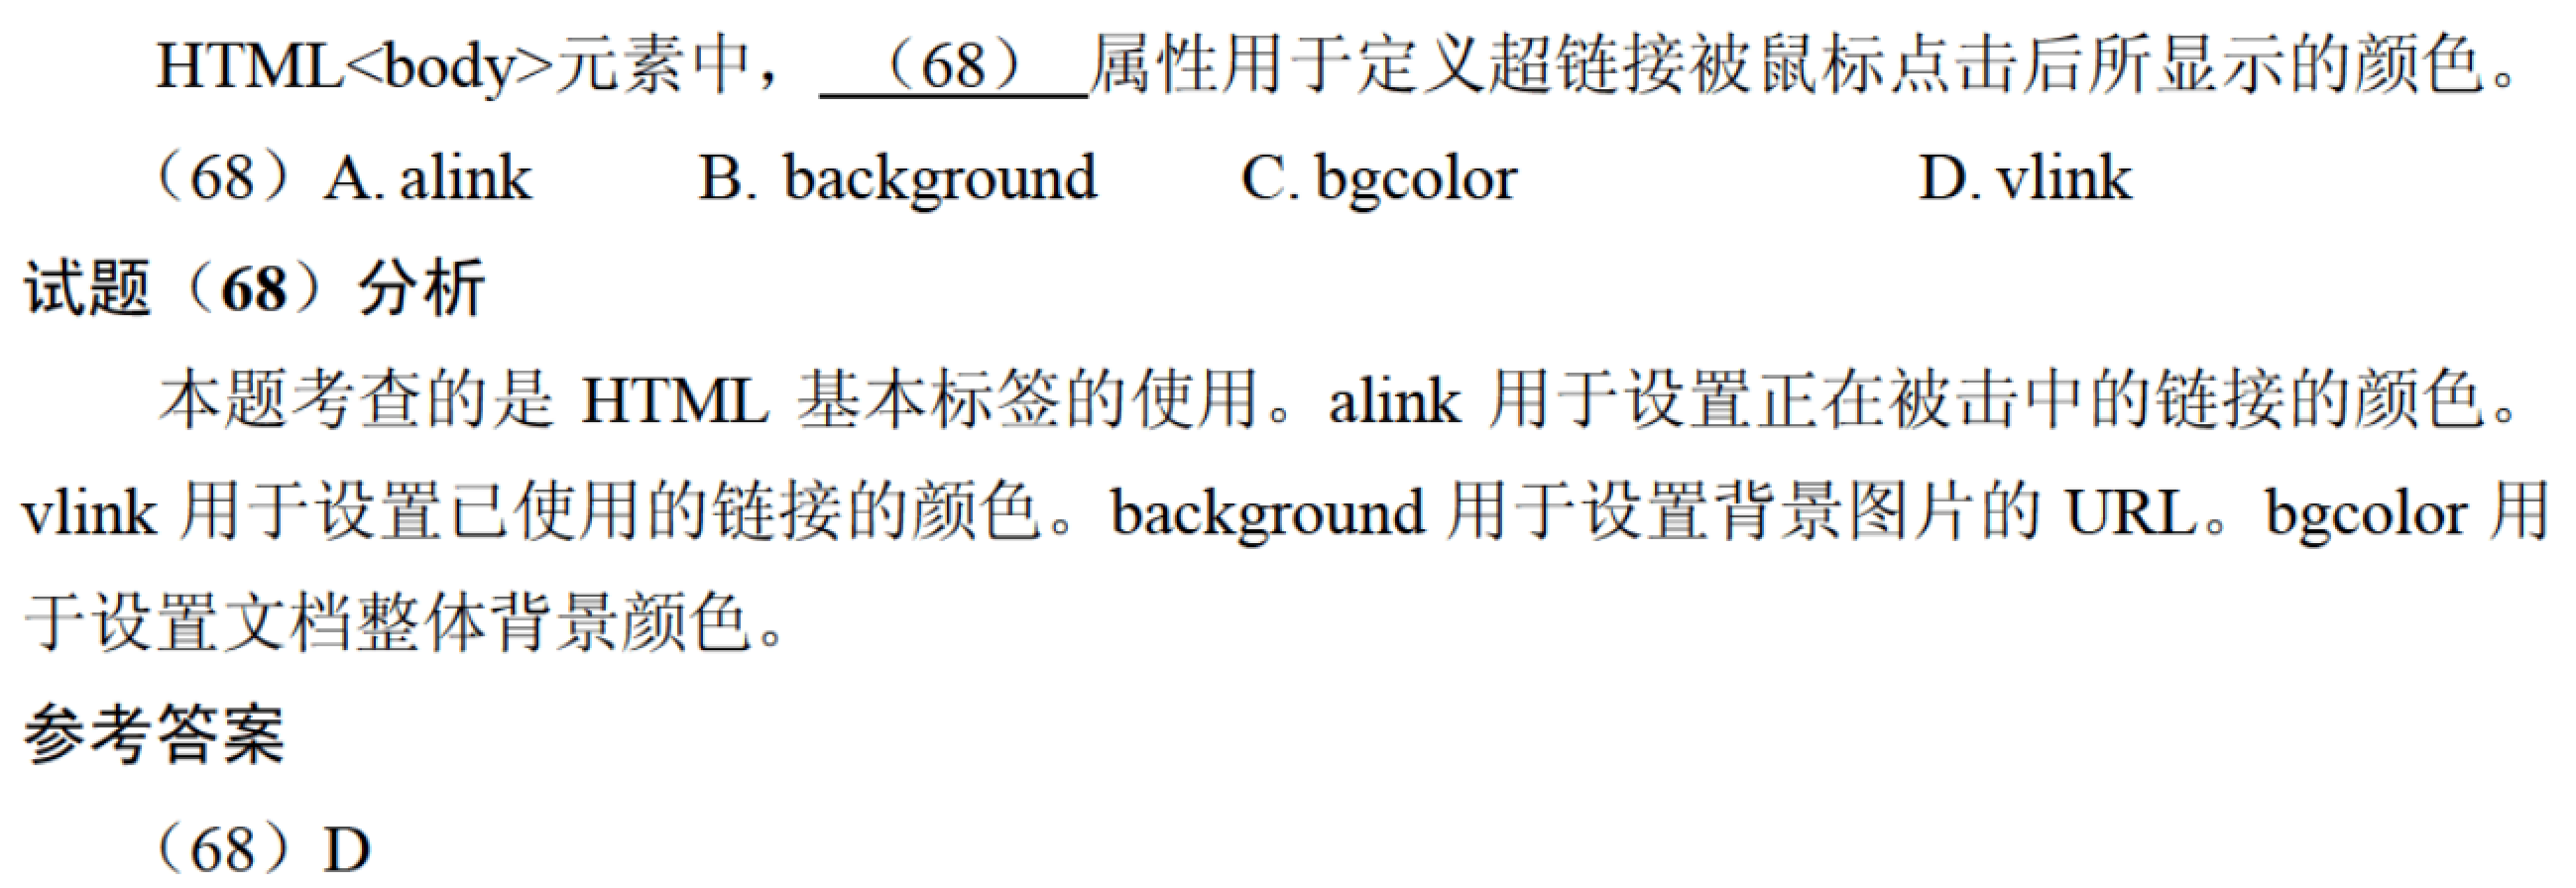 HTML<body>元素中，（68）属性用于定义超链接被鼠标点击后所显示的颜色。
（68）A. alink B. background C. bgcolor D. vlink
试题（68）分析
本题考查的是 HTML 基本标签的使用。alink 用于设置正在被击中的链接的颜色。
vlink 用于设置已使用的链接的颜色。background 用于设置背景图片的 URL。bgcolor 用
于设置文档整体背景颜色。
参考答案
（68）D